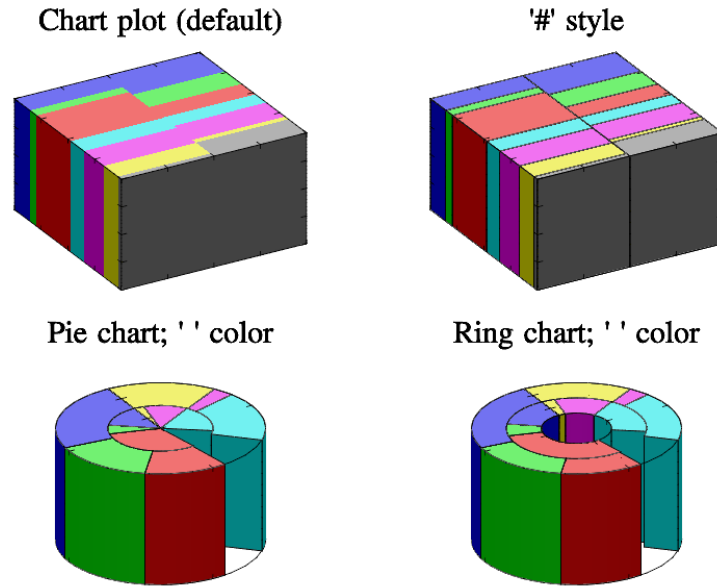 Chart plot (default)
'#' style
Pie chart; ' ' color
Ring chart; ' ' color